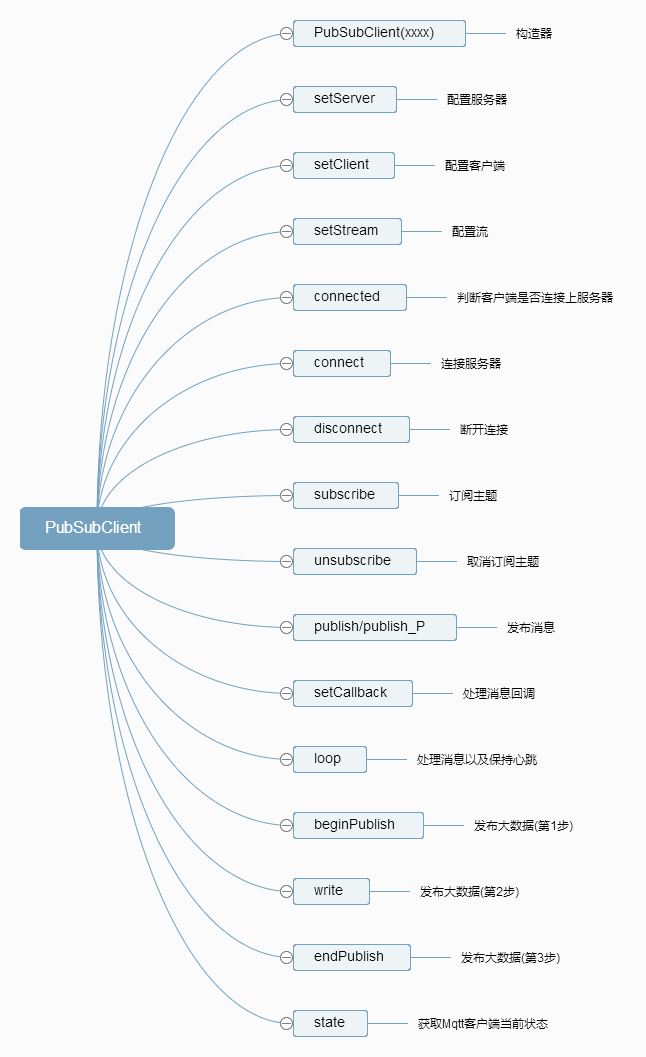 PubSubClient(xxxx) 构造器
setServer 配置服务器
setClient 配置客户端
setStream 配置流
connected 判断客户端是否连接上服务器
connect 连接服务器
disconnect 断开连接
subscribe 订阅主题
PubSubClient
unsubscribe 取消订阅主题
publish/publish_P 发布消息
setCallback 处理消息回调
loop 处理消息以及保持心跳
beginPublish 发布大数据(第1步)
write 发布大数据(第2步)
endPublish 发布大数据(第3步)
state 获取Mqtt客户端当前状态